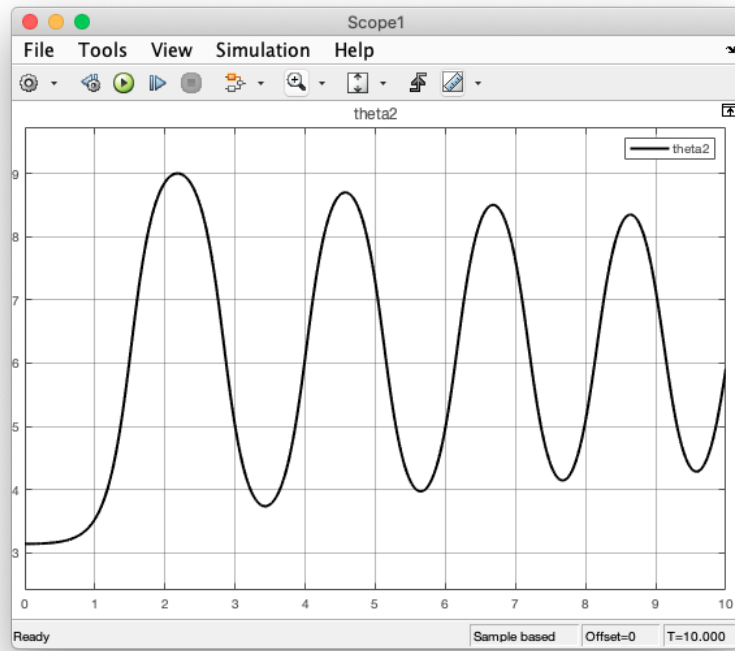 Scope1
File Tools View Simulation Help
theta2
theta2
9
8
7
6
5
4
3
0 1 2 3 4 5 6 7 8 9 10
Ready Sample based Offset=0 T=10.000